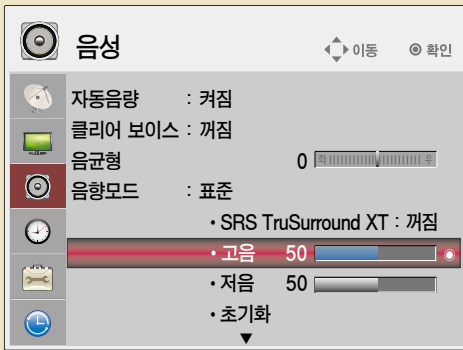 음성
이동 확인
자동음량 : 켜짐
클리어 보이스 : 꺼짐
음균형 0 좌 우
음향모드 : 표준
• SRS TruSurround XT : 꺼짐
• 고음 50
• 저음 50
• 초기화
▼